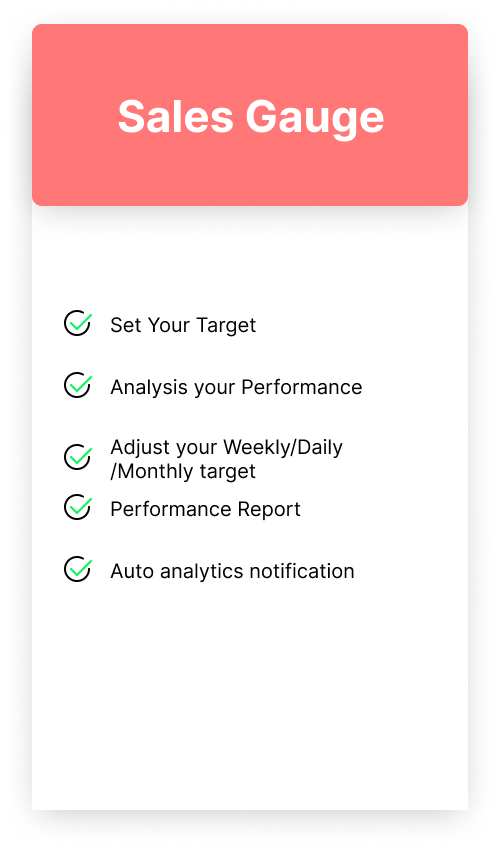 Sales Gauge
Set Your Target
Analysis your Performance
Adjust your Weekly/Daily
/Monthly target
Performance Report
Auto analytics notification